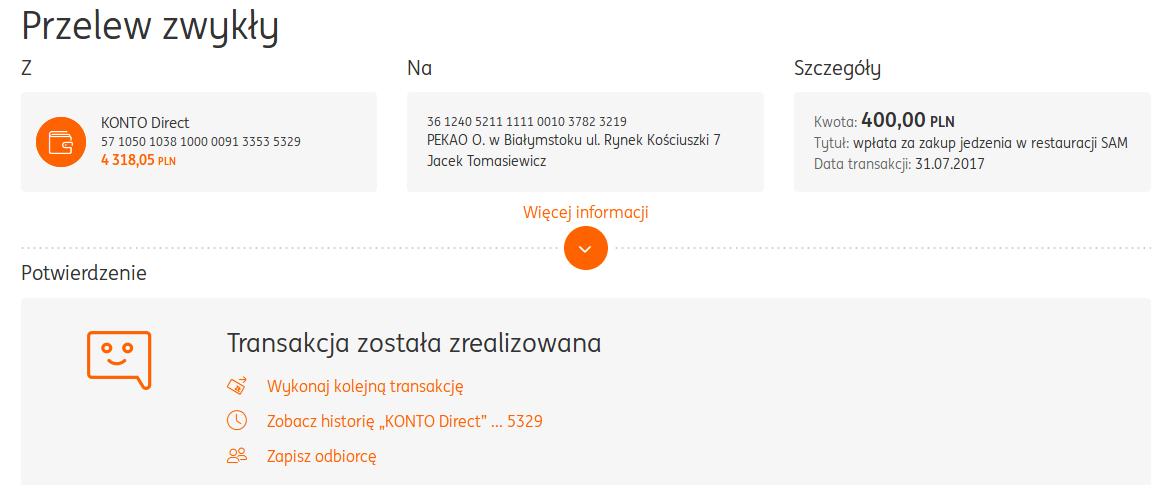 Przelew zwykły
Z
KONTO Direct
57 1050 1038 1000 0091 3353 5329
4 318,05 PLN
Na
36 1240 5211 1111 0010 3782 3219
PEKAO O. w Białymstoku ul. Rynek Kościuszki 7
Jacek Tomasiewicz
Szczegóły
Kwota: 400,00 PLN
Tytuł: wpłata za zakup jedzenia w restauracji SAM
Data transakcji: 31.07.2017
Więcej informacji
Potwierdzenie
Transakcja została zrealizowana
Wykonaj kolejną transakcję
Zobacz historię „KONTO Direct” ... 5329
Zapisz odbiorcę